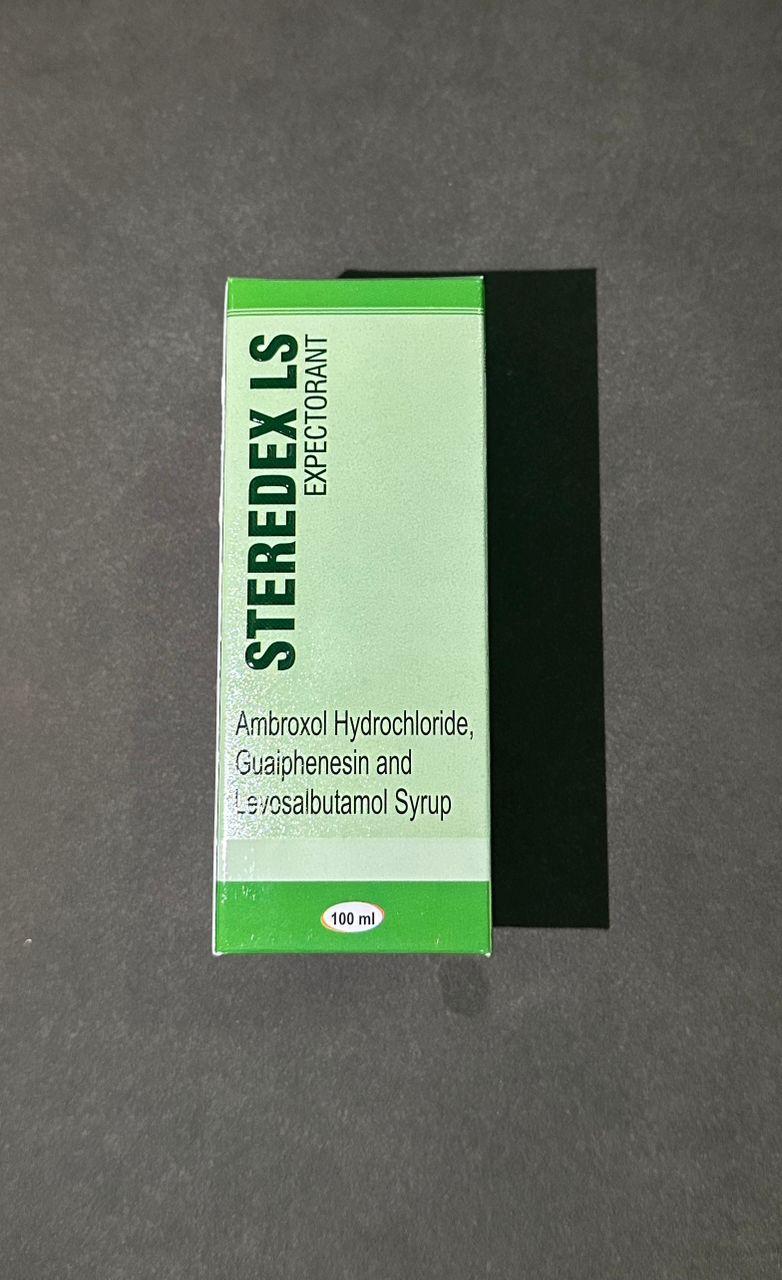 STEREDEX LS
EXPECTORANT
Ambroxol Hydrochloride,
Guaiphenesin and
Levosalbutamol Syrup
100 ml